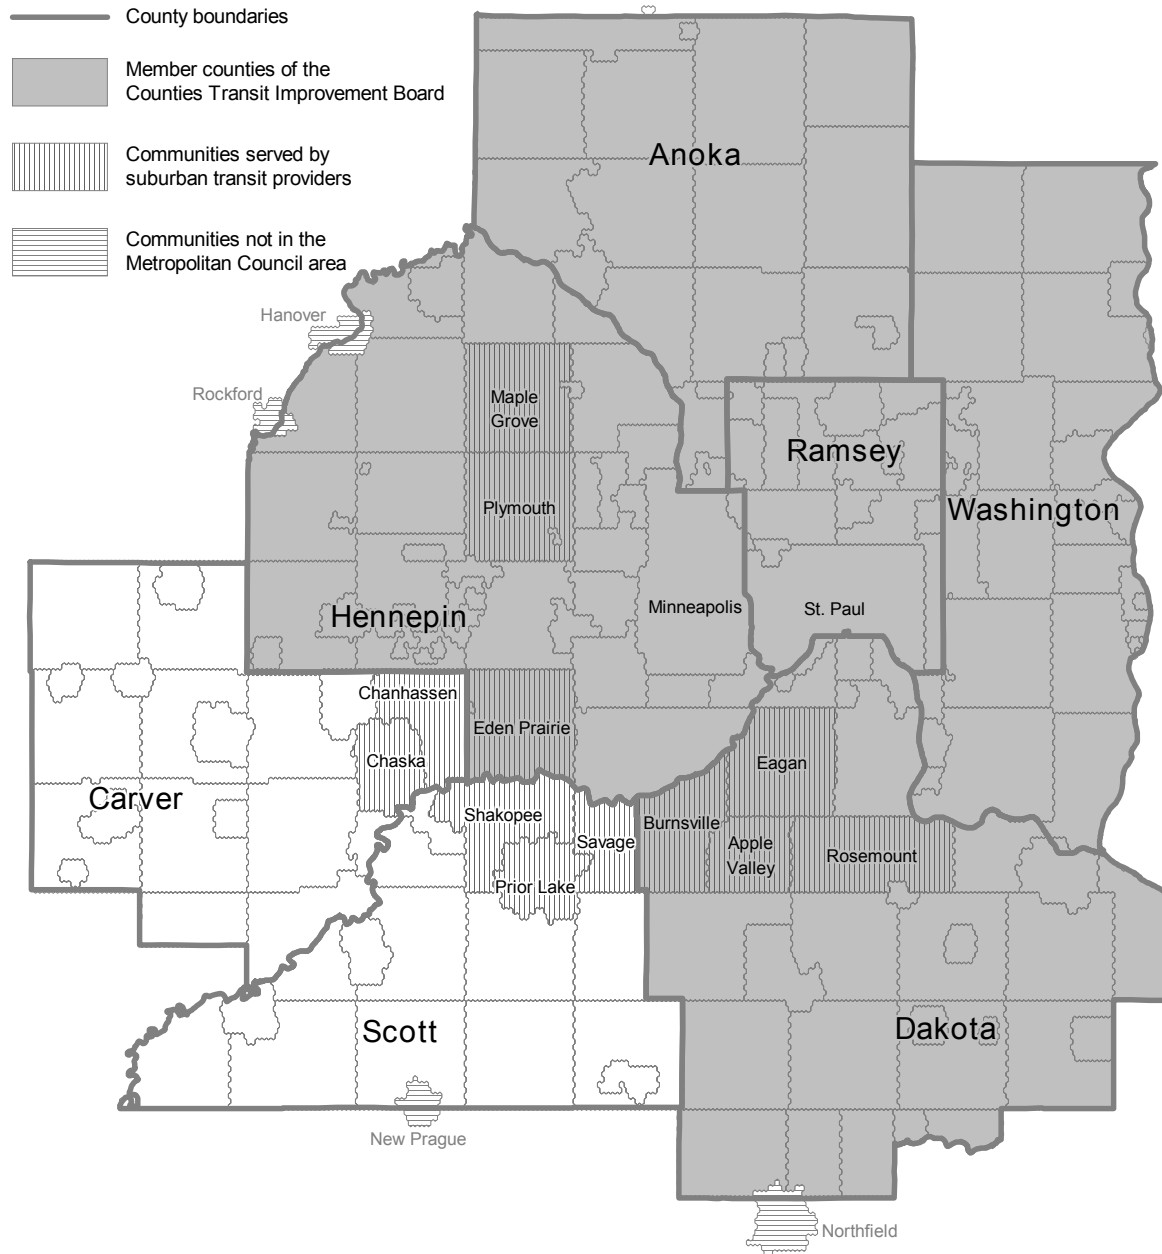 County boundaries
Member counties of the
Counties Transit Improvement Board
Communities served by
suburban transit providers
Communities not in the
Metropolitan Council area
Anoka
Hanover
Rockford
Maple
Grove
Ramsey
Plymouth
Washington
Minneapolis
St. Paul
Hennepin
Chanhassen
Eden Prairie
Chaska
Eagan
Carver
Shakopee
Burnsville
Savage
Apple
Valley
Rosemount
Prior Lake
Scott
Dakota
New Prague
Northfield